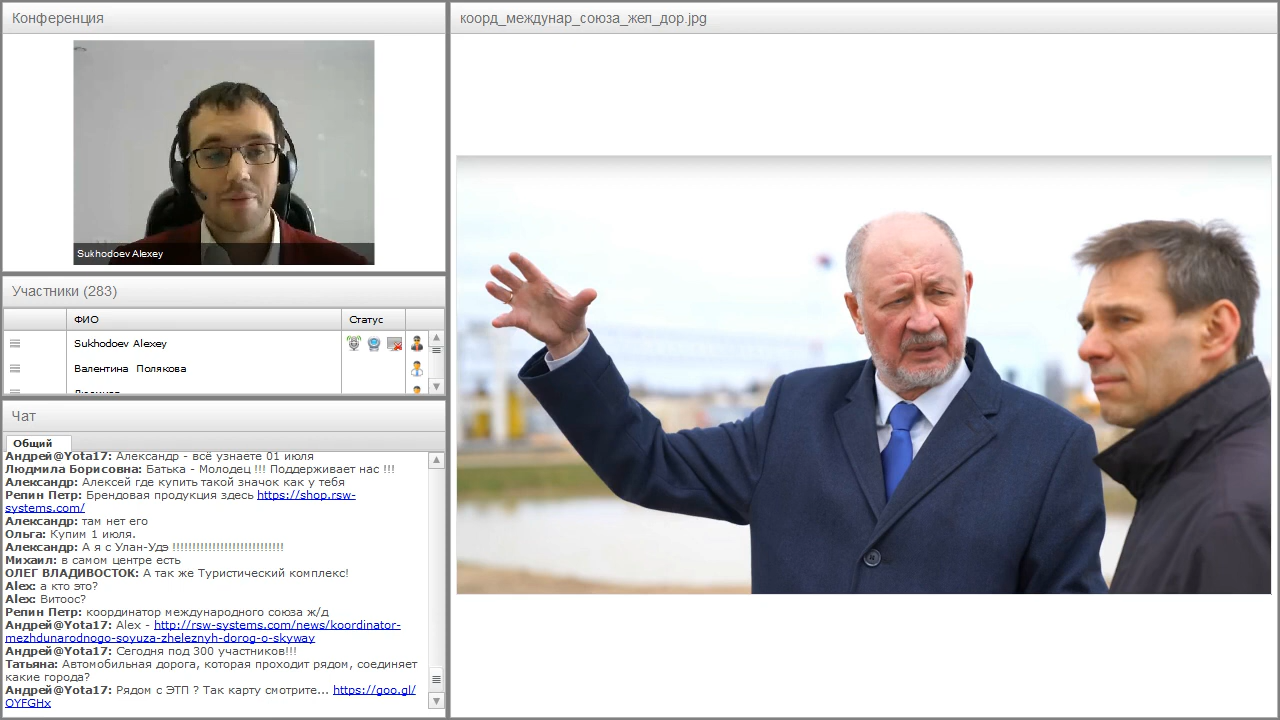 Конференция
Sukhodoev Alexey
Участники (283)
ФИО
Статус
Sukhodoev Alexey
Валентина Полякова
Чат
Общий
Андрей@Yota17: Александр - всё узнаете 01 июля
Людмила Борисовна: Батька - Молодец !!! Поддерживает нас !!!
Александр: Алексей где купить такой значок как у тебя
Репин Петр: Брендовая продукция здесь https://shop.rsw-
systems.com/
Александр: там нет его
Ольга: Купим 1 июля.
Александр: А я с Улан-Удэ !!!!!!!!!!!!!!!!!!!!!!!!!!!!
Михаил: в самом центре есть
ОЛЕГ ВЛАДИВОСТОК: А так же Туристический комплекс!
Alex: а кто это?
Alex: Витоос?
Репин Петр: координатор международного союза ж/д
Андрей@Yota17: Alex - http://rsw-systems.com/news/koordinator-
mezhdunarodnogo-soyuza-zheleznyh-dorog-o-skyway
Андрей@Yota17: Сегодня под 300 участников!!!
Татьяна: Автомобильная дорога, которая проходит рядом, соединяет
какие города?
Андрей@Yota17: Рядом с ЭТП ? Так карту смотрите... https://goo.gl/
OYFGHx
коорд_междунар_союза_жел_дор.jpg